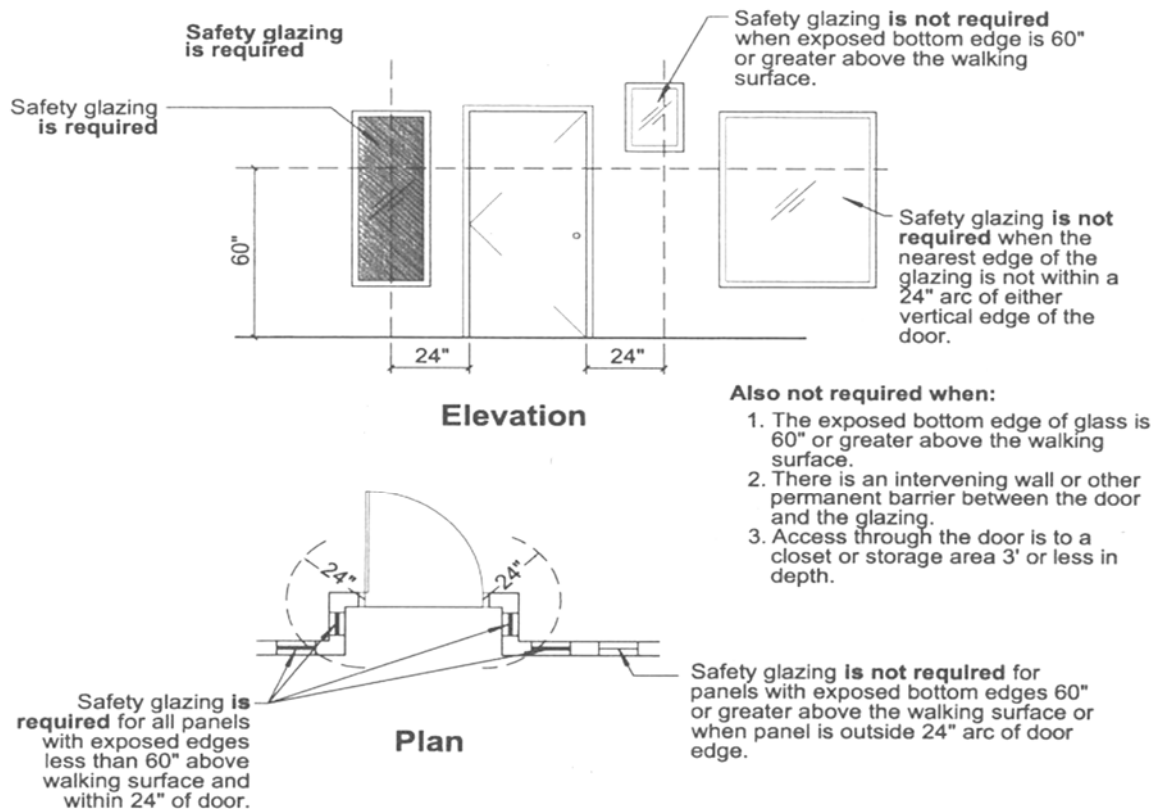 Safety glazing
is required
Safety glazing is not required
when exposed bottom edge is 60"
or greater above the walking
surface.
Safety glazing
is required
60"
Safety glazing is not
required when the
nearest edge of the
glazing is not within a
24" arc of either
vertical edge of the
door.
24"
24"
Elevation
Also not required when:
1. The exposed bottom edge of glass is
60" or greater above the walking
surface.
2. There is an intervening wall or other
permanent barrier between the door
and the glazing.
3. Access through the door is to a
closet or storage area 3' or less in
depth.
24"
24"
Safety glazing is
required for all panels
with exposed edges
less than 60" above
walking surface and
within 24" of door.
Plan
Safety glazing is not required for
panels with exposed bottom edges 60"
or greater above the walking surface or
when panel is outside 24" arc of door
edge.